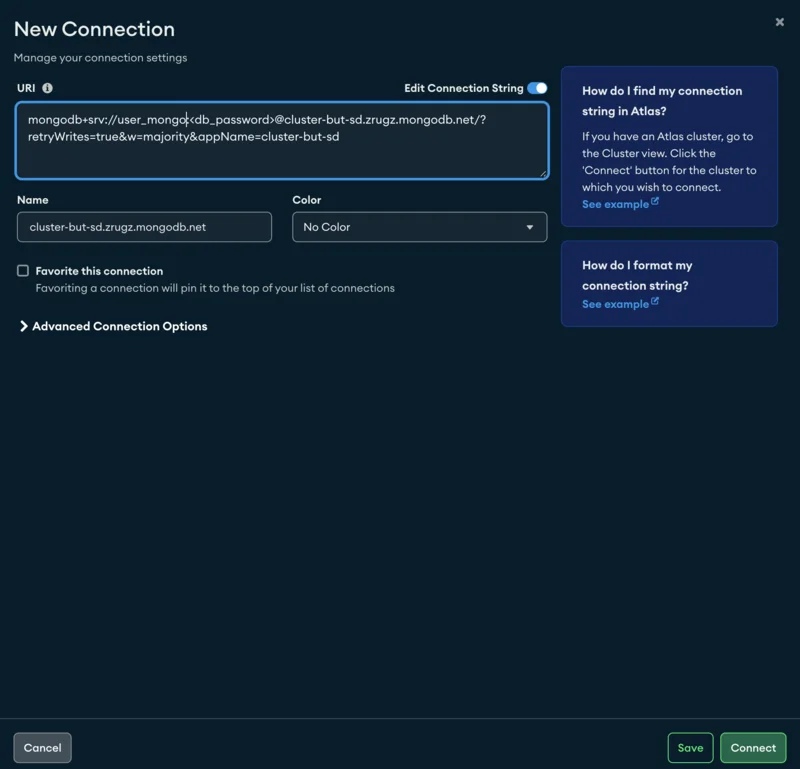 New Connection
Manage your connection settings
URI
Edit Connection String
mongodb+srv://user_mongo:<db_password>@cluster-but-sd.zrugz.mongodb.net/?
retryWrites=true&w=majority&appName=cluster-but-sd
Name
Color
cluster-but-sd.zrugz.mongodb.net
No Color
Favorite this connection
Favoriting a connection will pin it to the top of your list of connections
Advanced Connection Options
How do I find my connection
string in Atlas?
If you have an Atlas cluster, go to
the Cluster view. Click the
'Connect' button for the cluster to
which you wish to connect.
See example
How do I format my
connection string?
See example
Cancel
Save
Connect